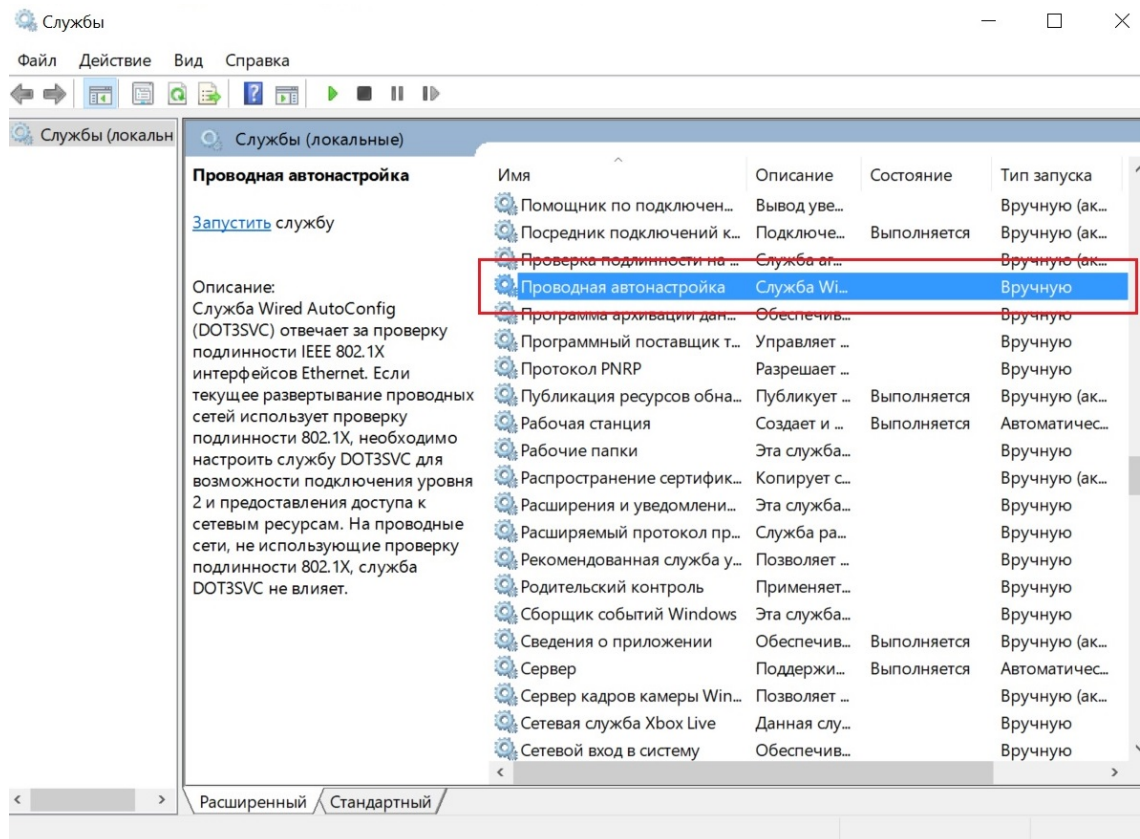 Службы
Файл Действие Вид Справка
Службы (локальн
Службы (локальные)
Проводная автонастройка
Запустить службу
Описание:
Служба Wired AutoConfig
(DOT3SVC) отвечает за проверку
подлинности IEEE 802.1X
интерфейсов Ethernet. Если
текущее развертывание проводных
сетей использует проверку
подлинности 802.1X, необходимо
настроить службу DOT3SVC для
возможности подключения уровня
2 и предоставления доступа к
сетевым ресурсам. На проводные
сети, не использующие проверку
подлинности 802.1X, служба
DOT3SVC не влияет.
Имя Описание Состояние Тип запуска
Помощник по подключен... Вывод уве... Вручную (ак...
Посредник подключений к... Подключе... Выполняется Вручную (ак...
Проверка подлинности на ... Служба аг... Вручную (ак...
Проводная автонастройка Служба Wi... Вручную
Программа архивации дан... Обеспечив... Вручную
Программный поставщик т... Управляет ... Вручную
Протокол PNRP Разрешает ... Вручную
Публикация ресурсов обна... Публикует ... Выполняется Вручную (ак...
Рабочая станция Создает и ... Выполняется Автоматичес...
Рабочие папки Эта служба... Вручную
Распространение сертифик... Копирует с... Вручную (ак...
Расширения и уведомлени... Эта служба... Вручную
Расширяемый протокол пр... Служба ра... Вручную
Рекомендованная служба у... Позволяет ... Вручную
Родительский контроль Применяет... Вручную
Сборщик событий Windows Эта служба... Вручную
Сведения о приложении Обеспечив... Выполняется Вручную (ак...
Сервер Поддержи... Выполняется Автоматичес...
Сервер кадров камеры Win... Позволяет ... Вручную (ак...
Сетевая служба Xbox Live Данная слу... Вручную
Сетевой вход в систему Обеспечив... Вручную
Расширенный Стандартный